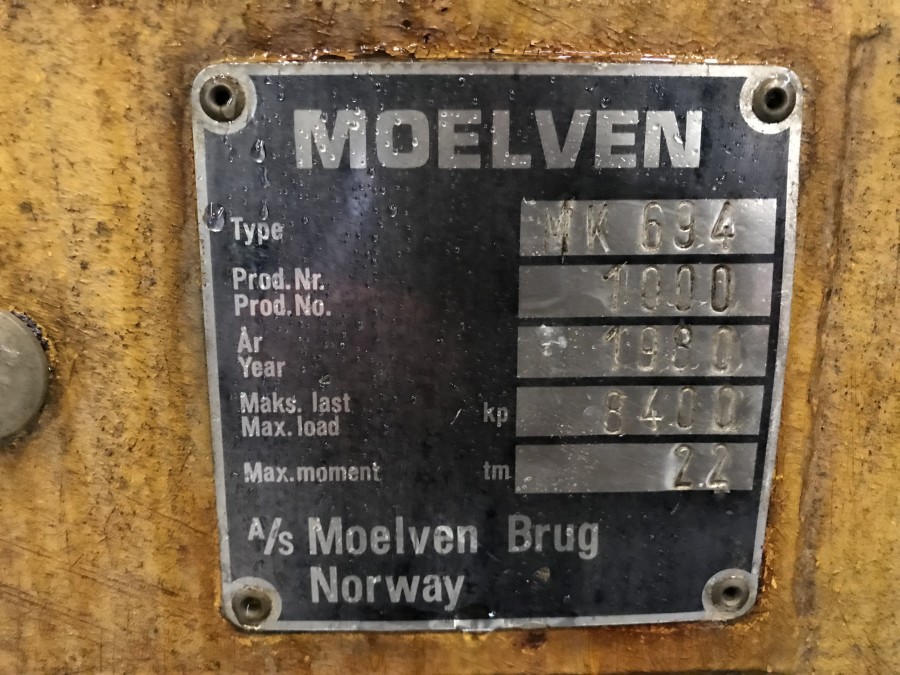 MOELVEN
Type MK 694
Prod.Nr.
Prod.No. 1000
År
Year 1980
Maks. last
Max. load kp 8400
Max.moment tm 22
A/S Moelven Brug
Norway